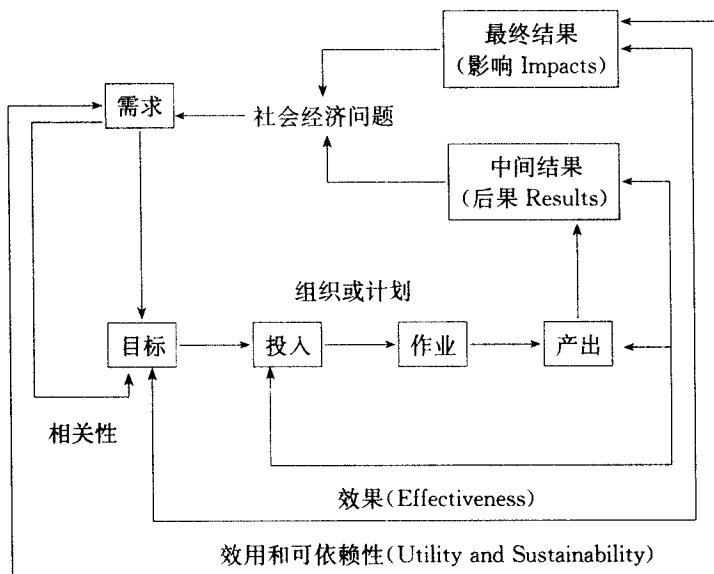 最终结果
(影响 Impacts)
需求
社会经济问题
中间结果
(后果 Results)
组织或计划
目标
投入
作业
产出
相关性
效果(Effectiveness)
效用和可依赖性(Utility and Sustainability)